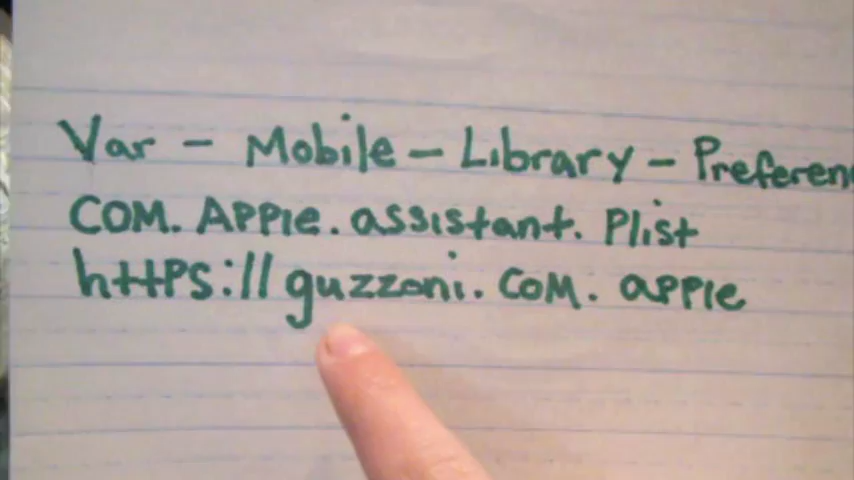 Var - Mobile - Library - Preferen
COM. APPle. assistant. Plist
https://guzzoni. COM. apple